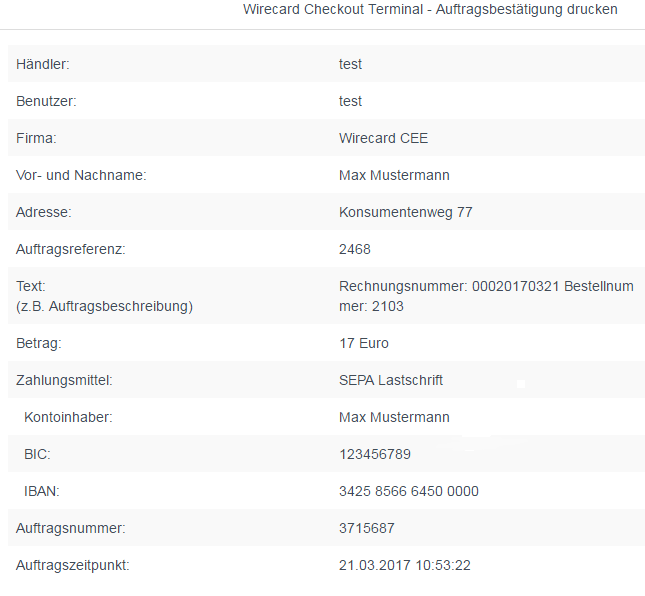 Wirecard Checkout Terminal - Auftragsbestätigung drucken
Händler: test
Benutzer: test
Firma: Wirecard CEE
Vor- und Nachname: Max Mustermann
Adresse: Konsumentenweg 77
Auftragsreferenz: 2468
Text: Rechnungsnummer: 00020170321 Bestellnum
(z.B. Auftragsbeschreibung) mer: 2103
Betrag: 17 Euro
Zahlungsmittel: SEPA Lastschrift
Kontoinhaber: Max Mustermann
BIC: 123456789
IBAN: 3425 8566 6450 0000
Auftragsnummer: 3715687
Auftragszeitpunkt: 21.03.2017 10:53:22